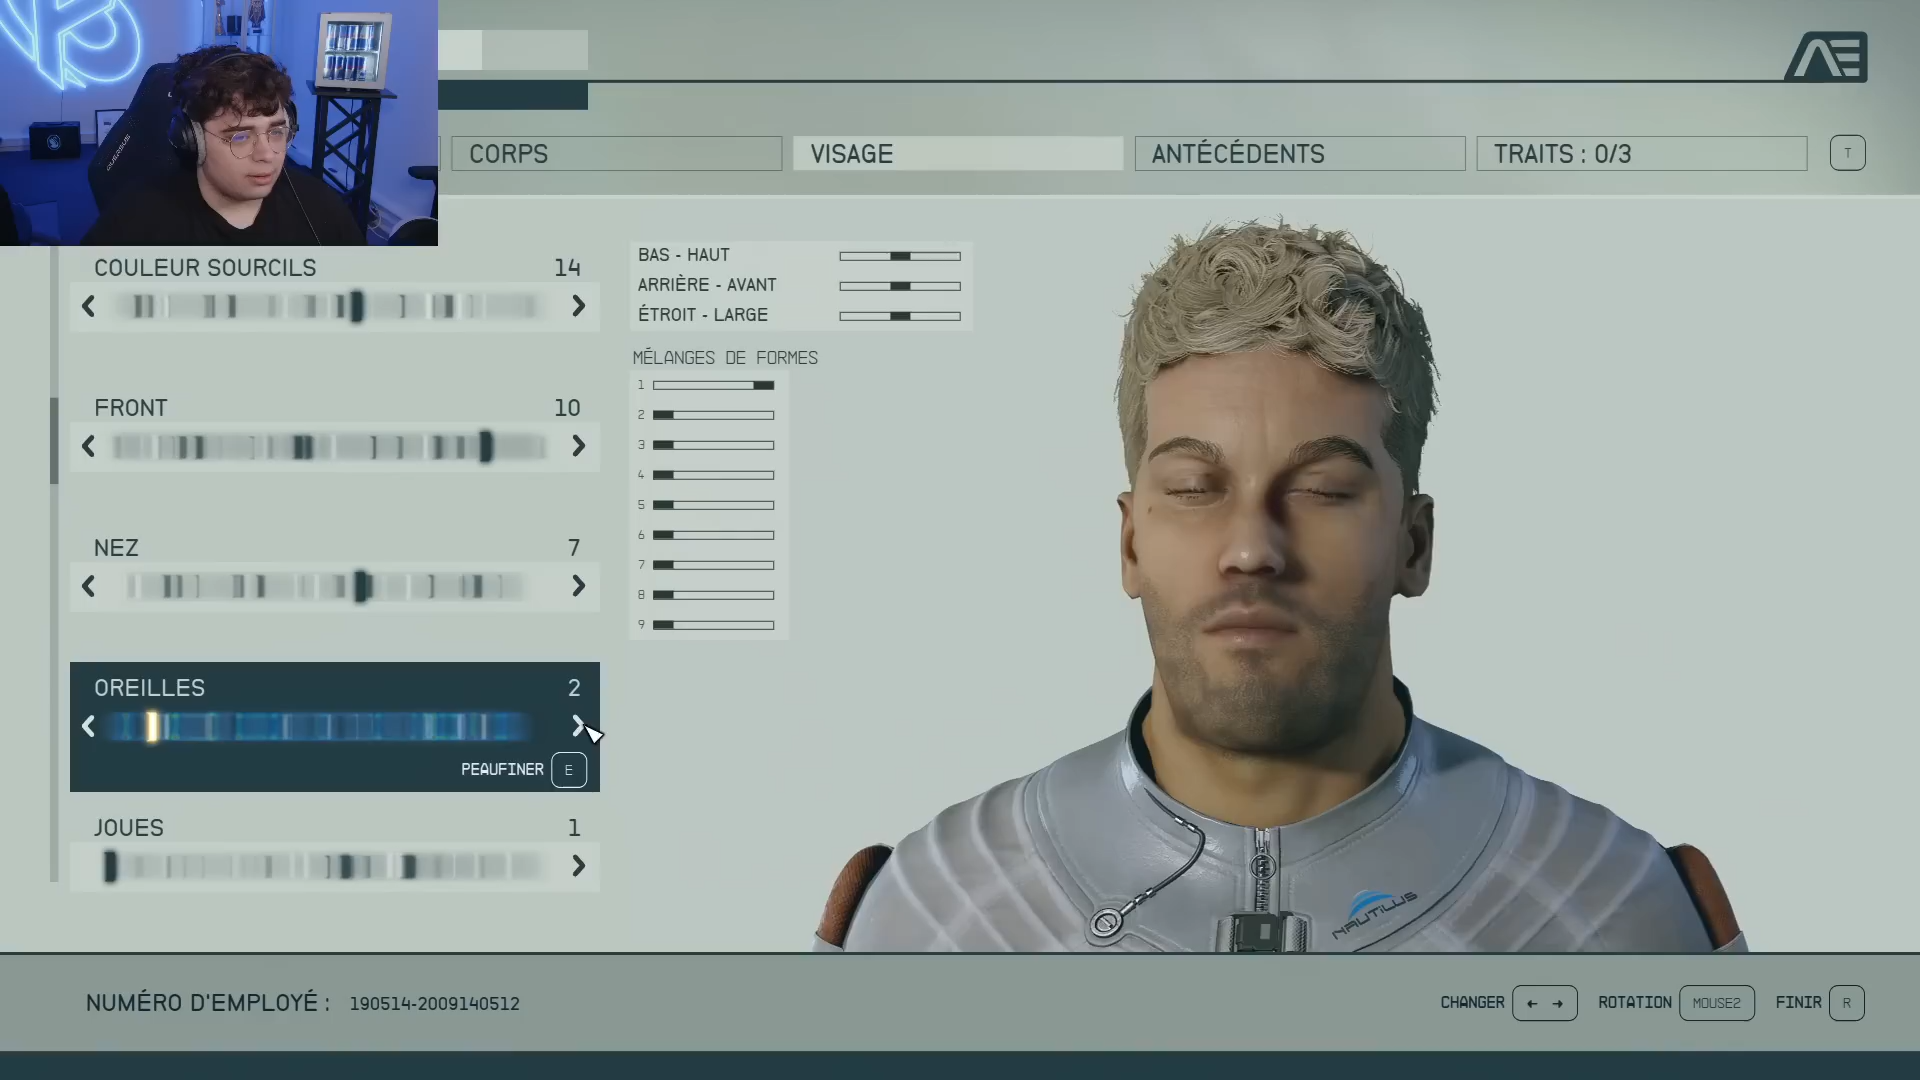 CORPS
VISAGE
ANTÉCÉDENTS
TRAITS : 0/3
T
COULEUR SOURCILS 14
FRONT 10
NEZ 7
OREILLES 2
PEAUFINER E
JOUES 1
BAS - HAUT
ARRIÈRE - AVANT
ÉTROIT - LARGE
MÉLANGES DE FORMES
1
2
3
4
5
6
7
8
9
NAUTILUS
NUMÉRO D'EMPLOYÉ : 190514-2009140512
CHANGER ← →
ROTATION MOUSE2
FINIR R